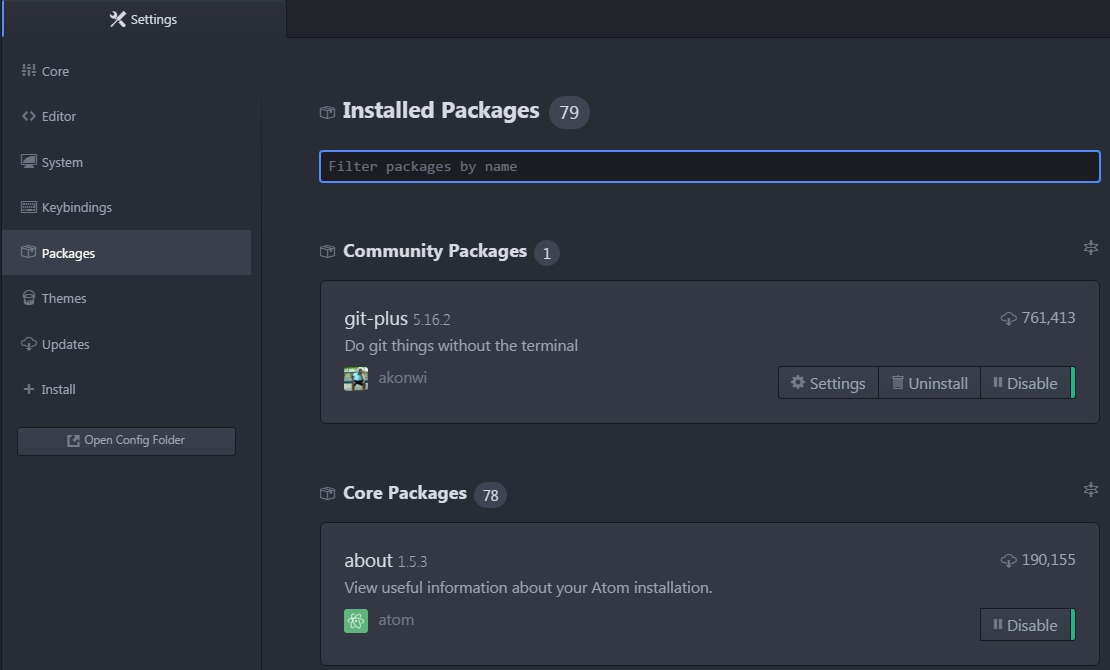 Settings
Core
Editor
System
Keybindings
Packages
Themes
Updates
Install
Open Config Folder
Installed Packages 79
Filter packages by name
Community Packages 1
git-plus 5.16.2 761,413
Do git things without the terminal
akonwi
Settings Uninstall Disable
Core Packages 78
about 1.5.3 190,155
View useful information about your Atom installation.
atom
Disable